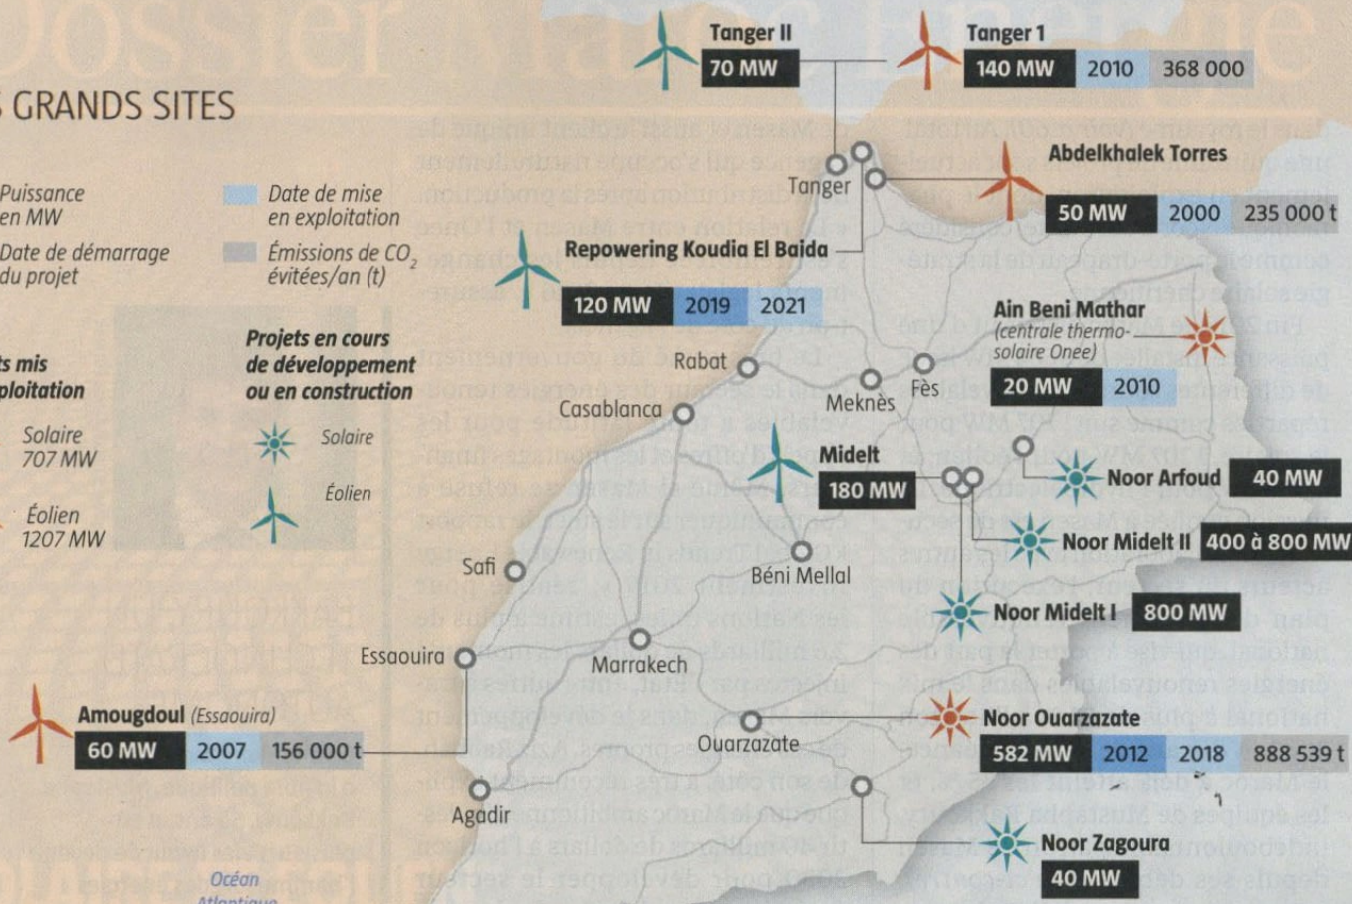 GRANDS SITES
Puissance
en MW
Date de démarrage
du projet
Date de mise
en exploitation
Émissions de CO₂
évitées/an (t)
Projets en cours
de développement
ou en construction
Solaire
707 MW
Éolien
1207 MW
Solaire
Éolien
Tanger II
70 MW
Tanger 1
140 MW 2010 368 000
Abdelkhalek Torres
50 MW 2000 235 000 t
Tanger
Repowering Koudia El Baida
120 MW 2019 2021
Ain Beni Mathar
(centrale thermo-
solaire Onee)
20 MW 2010
Rabat
Meknès
Fès
Casablanca
Midelt
180 MW
Noor Arfoud 40 MW
Noor Midelt II 400 à 800 MW
Noor Midelt I 800 MW
Safi
Béni Mellal
Essaouira
Marrakech
Amougdoul (Essaouira)
60 MW 2007 156 000 t
Ouarzazate
Noor Ouarzazate
582 MW 2012 2018 888 539 t
Agadir
Noor Zagoura
40 MW
Océan
Atlantique